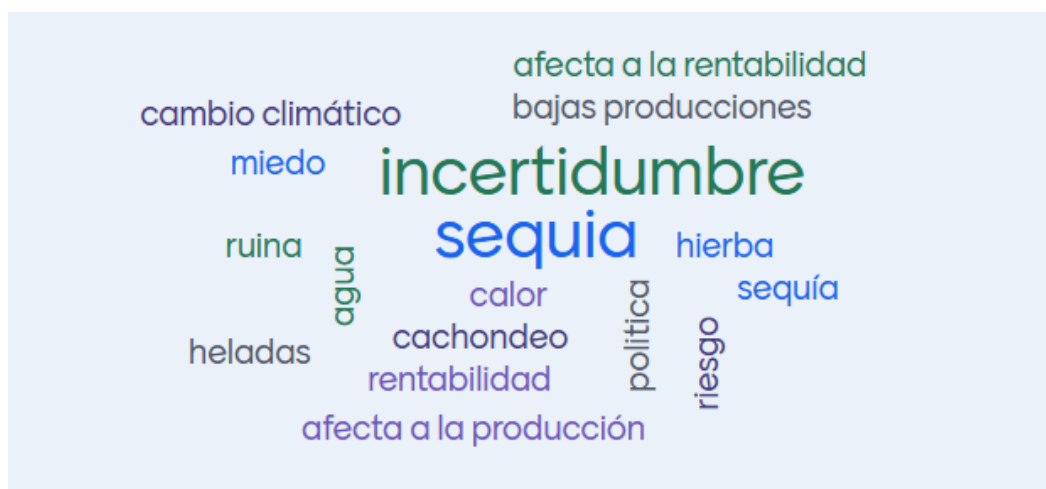 afecta a la rentabilidad
cambio climático
bajas producciones
miedo
incertidumbre
sequia
ruina
hierba
agua
calor
sequía
politica
cachondeo
riesgo
heladas
rentabilidad
afecta a la producción